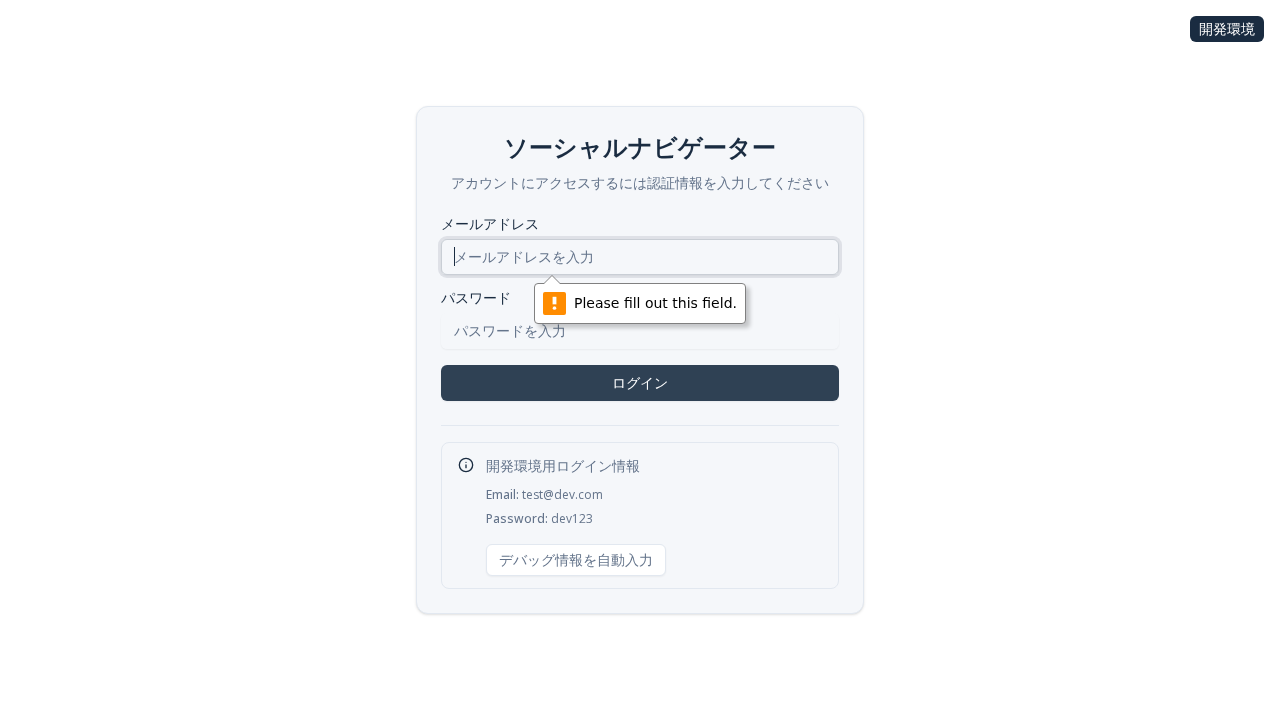 開発環境
ソーシャルナビゲーター
アカウントにアクセスするには認証情報を入力してください
メールアドレス
メールアドレスを入力
パスワード
Please fill out this field.
パスワードを入力
ログイン
開発環境用ログイン情報
Email: test@dev.com
Password: dev123
デバッグ情報を自動入力